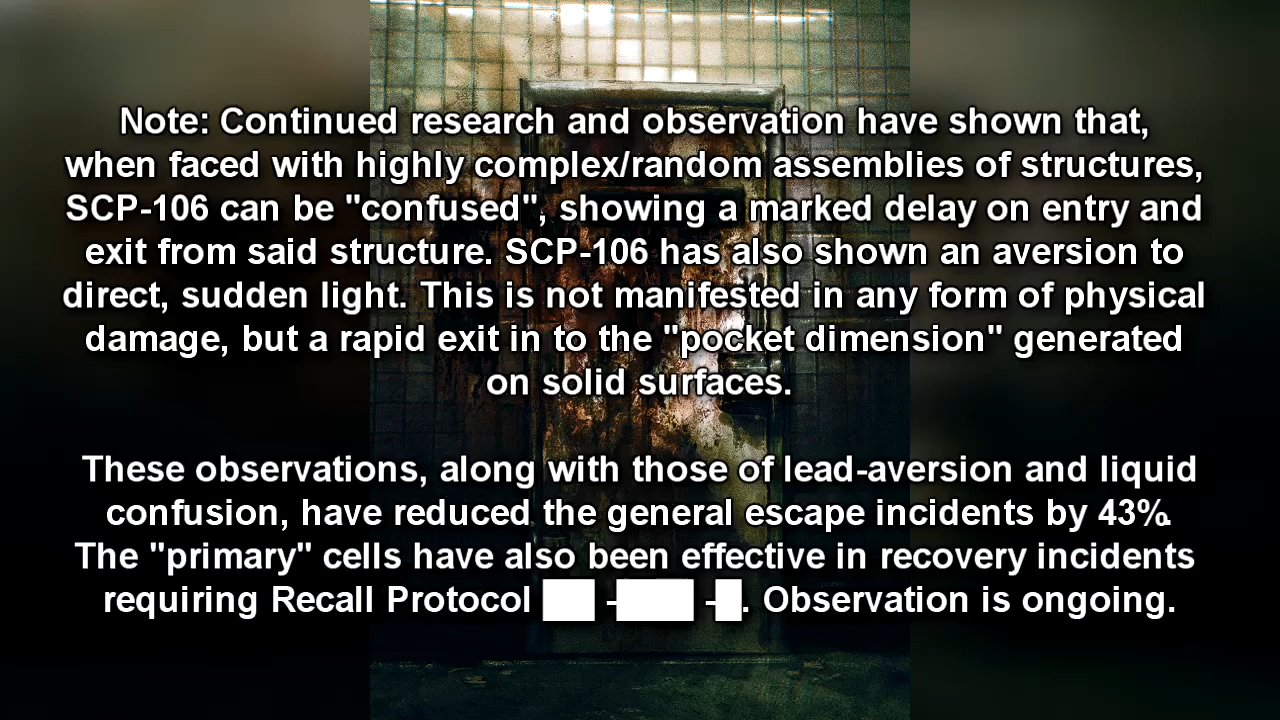 Note: Continued research and observation have shown that,
when faced with highly complex/random assemblies of structures,
SCP-106 can be "confused", showing a marked delay on entry and
exit from said structure. SCP-106 has also shown an aversion to
direct, sudden light. This is not manifested in any form of physical
damage, but a rapid exit in to the "pocket dimension" generated
on solid surfaces.
These observations, along with those of lead-aversion and liquid
confusion, have reduced the general escape incidents by 43%.
The "primary" cells have also been effective in recovery incidents
requiring Recall Protocol ██ -███ -█. Observation is ongoing.